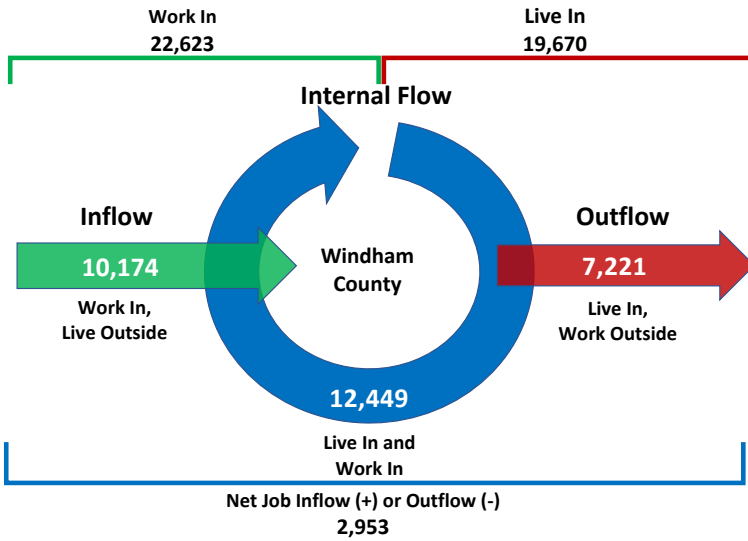 Work In
22,623
Live In
19,670
Internal Flow
Inflow
10,174
Work In,
Live Outside
Windham
County
Outflow
7,221
Live In,
Work Outside
12,449
Live In and
Work In
Net Job Inflow (+) or Outflow (-)
2,953